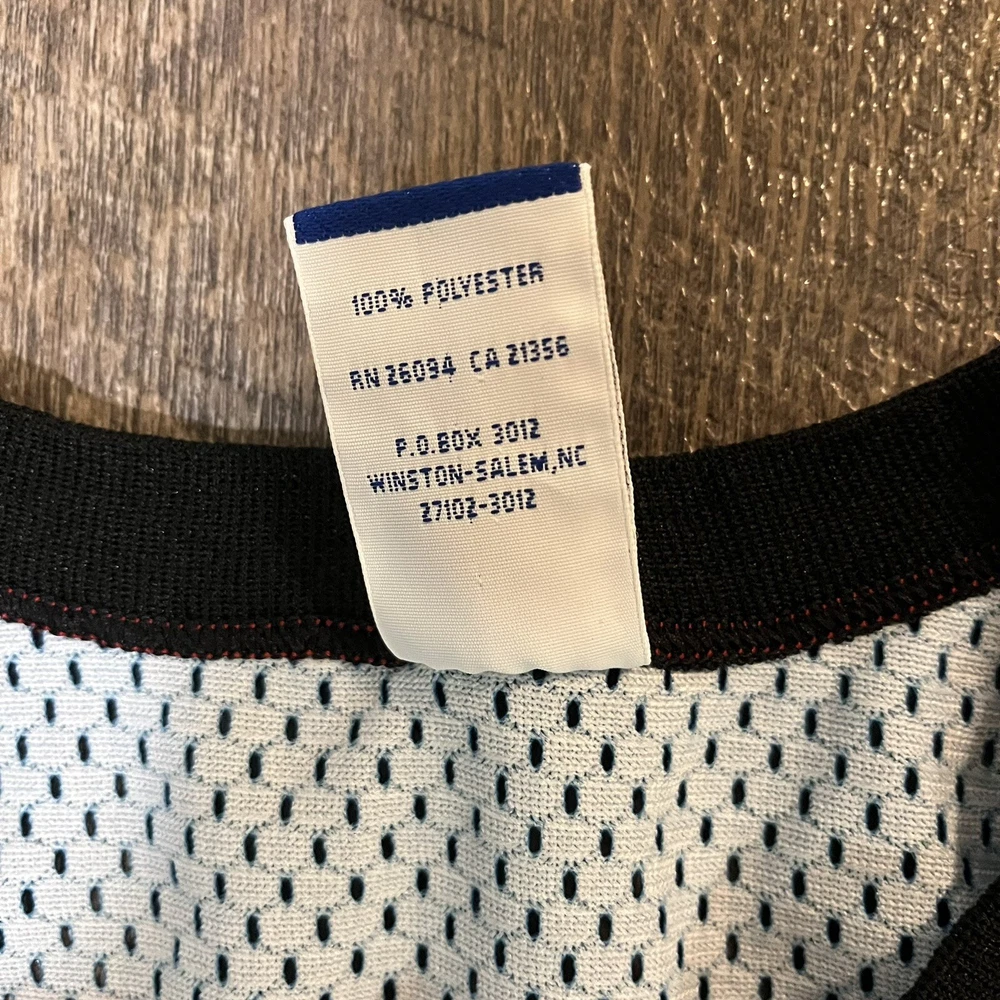 100% POLYESTER
RN 26094 CA 21356
P.O.BOX 3012
WINSTON-SALEM,NC
27102-3012